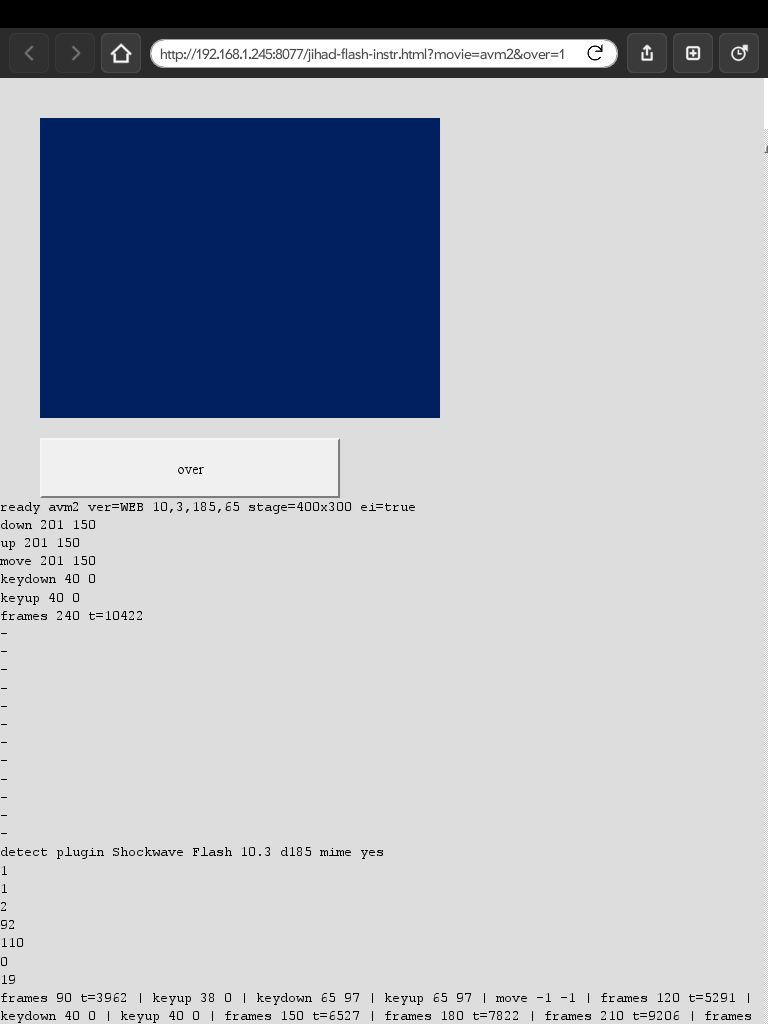 http://192.168.1.245:8077/jihad-flash-instr.html?movie=avm2&over=1
over
ready avm2 ver=WEB 10,3,185,65 stage=400x300 ei=true
down 201 150
up 201 150
move 201 150
keydown 40 0
keyup 40 0
frames 240 t=10422
-
-
-
-
-
-
-
-
-
-
-
-
detect plugin Shockwave Flash 10.3 d185 mime yes
1
1
2
92
110
0
19
frames 90 t=3962 | keyup 38 0 | keydown 65 97 | keyup 65 97 | move -1 -1 | frames 120 t=5291 |
keydown 40 0 | keyup 40 0 | frames 150 t=6527 | frames 180 t=7822 | frames 210 t=9206 | frames